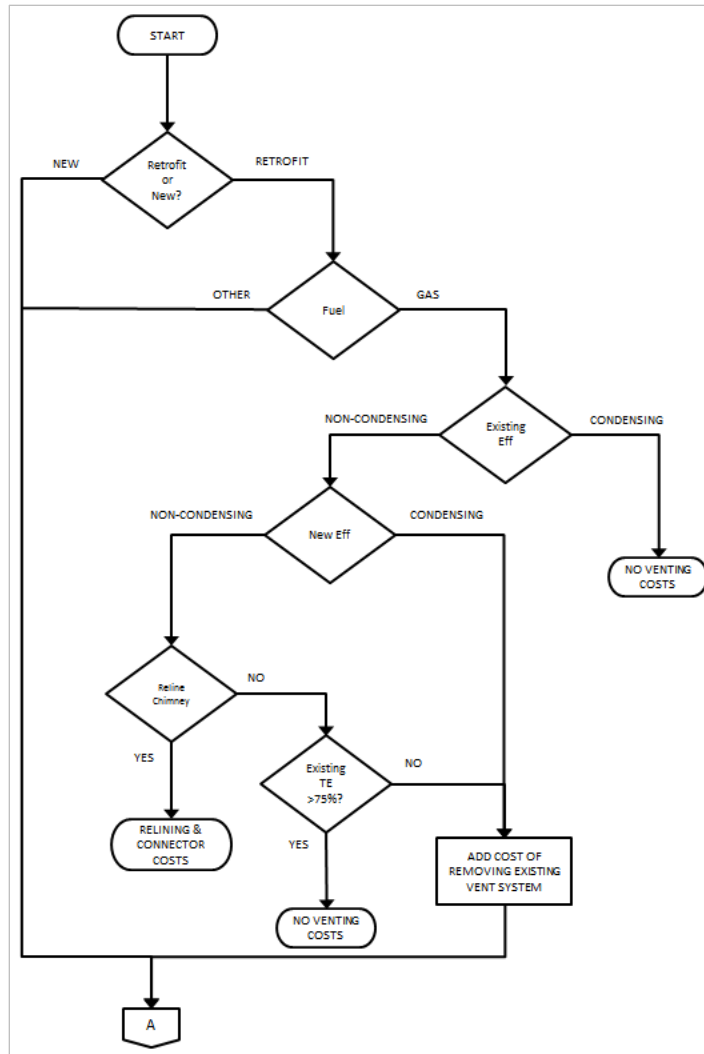 START
NEW
RETROFIT
Retrofit
or
New?
OTHER
GAS
Fuel
NON-CONDENSING
CONDENSING
Existing
Eff
NON-CONDENSING
CONDENSING
New Eff
NO VENTING
COSTS
Reline
Chimney
NO
YES
Existing
TE
>75%?
NO
YES
RELINING &
CONNECTOR
COSTS
ADD COST OF
REMOVING EXISTING
VENT SYSTEM
NO VENTING
COSTS
A